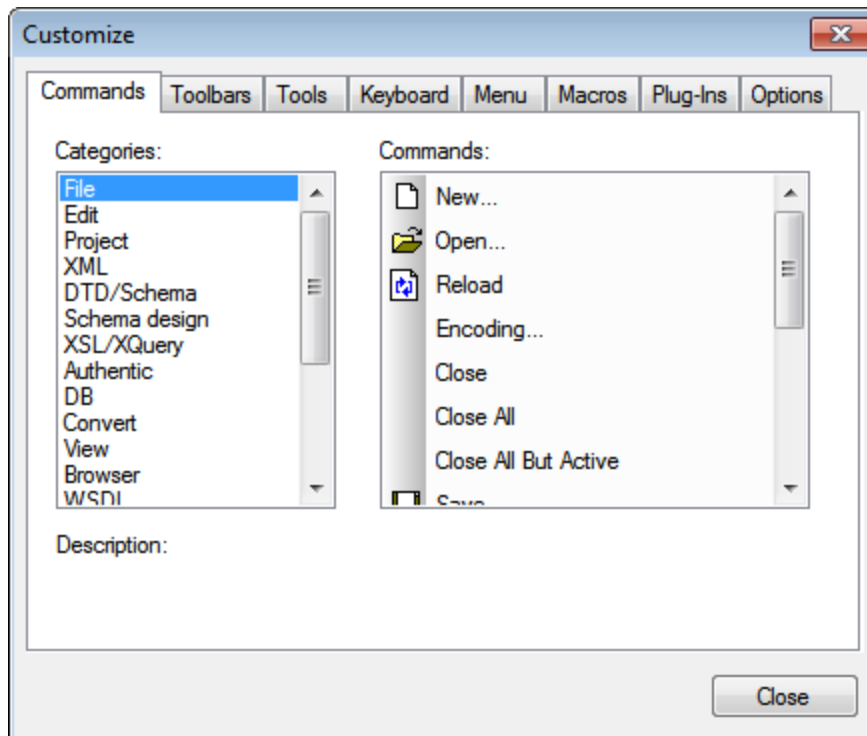 Customize
Commands Toolbars Tools Keyboard Menu Macros Plug-Ins Options
Categories:
File
Edit
Project
XML
DTD/Schema
Schema design
XSL/XQuery
Authentic
DB
Convert
View
Browser
WSDL
Commands:
New...
Open...
Reload
Encoding...
Close
Close All
Close All But Active
Save
Description:
Close